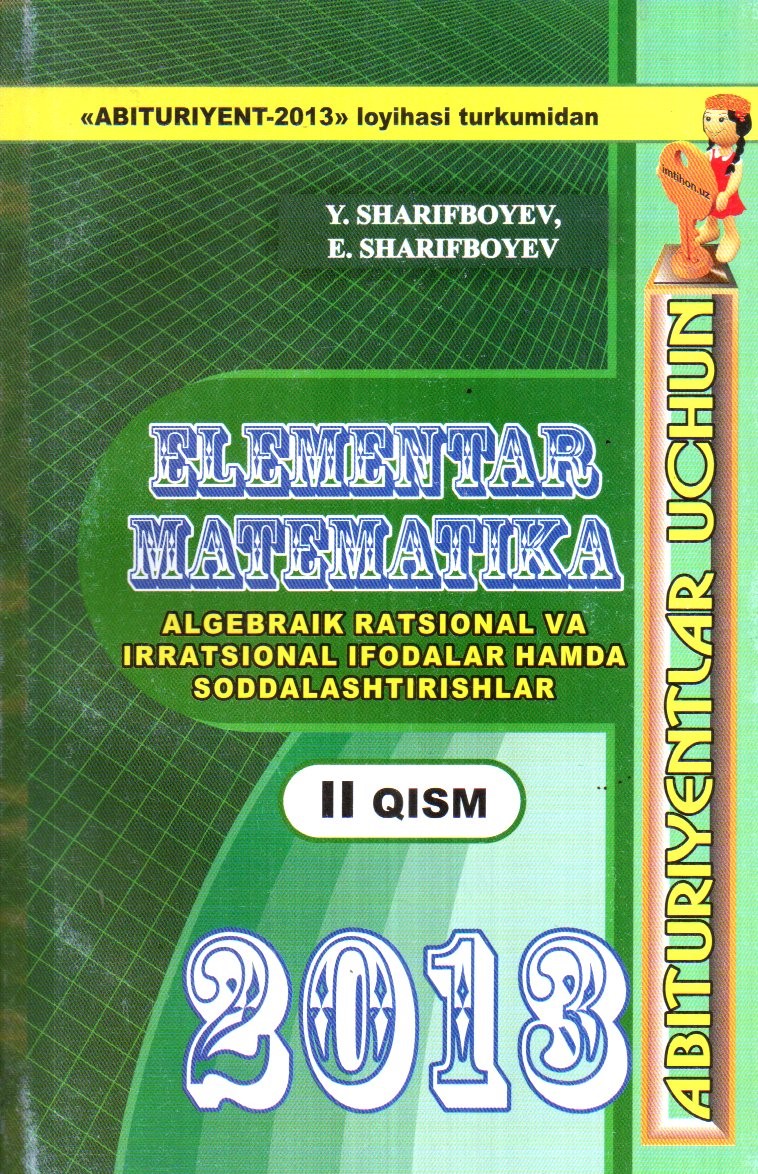 «ABITURIYENT-2013» loyihasi turkumidan
imtihon.uz
Y. SHARIFBOYEV,
E. SHARIFBOYEV
ELEMENTAR
MATEMATIKA
ALGEBRAIK RATSIONAL VA
IRRATSIONAL IFODALAR HAMDA
SODDALASHTIRISHLAR
II QISM
2013
ABITURIYENTLAR UCHUN